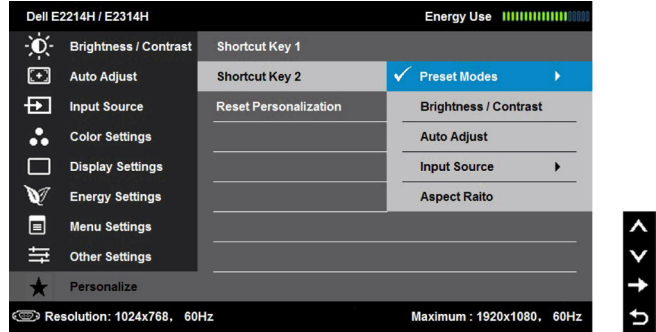 Dell E2214H / E2314H Energy Use
Brightness / Contrast Shortcut Key 1
Auto Adjust Shortcut Key 2 Preset Modes
Input Source Reset Personalization Brightness / Contrast
Color Settings Auto Adjust
Display Settings Input Source
Energy Settings Aspect Raito
Menu Settings
Other Settings
Personalize
Resolution: 1024x768, 60Hz Maximum : 1920x1080, 60Hz